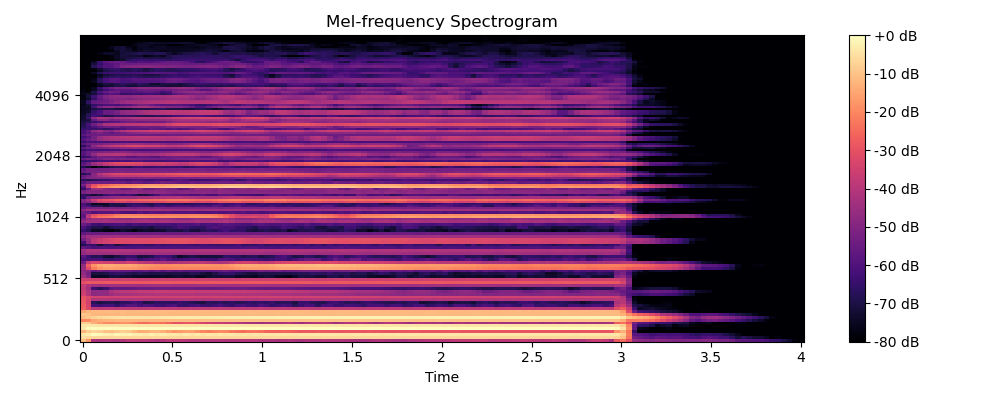 Mel-frequency Spectrogram
Hz
4096
2048
1024
512
0
0
0.5
1
1.5
2
2.5
3
3.5
4
Time
+0 dB
-10 dB
-20 dB
-30 dB
-40 dB
-50 dB
-60 dB
-70 dB
-80 dB